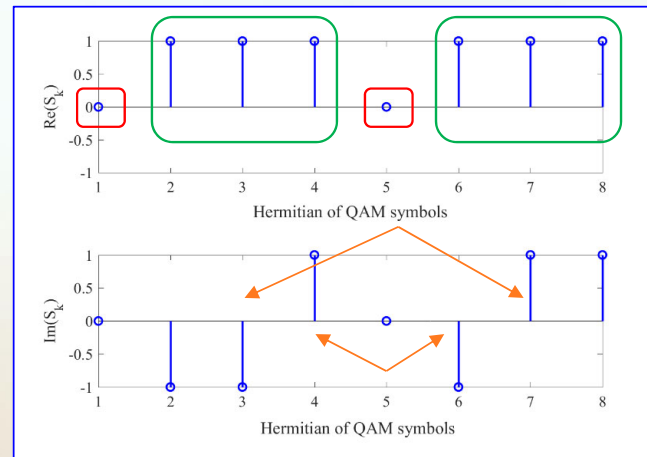 1
0.5
0
-0.5
-1
Re(S_k)
1 2 3 4 5 6 7 8
Hermitian of QAM symbols
1
0.5
0
-0.5
-1
Im(S_k)
1 2 3 4 5 6 7 8
Hermitian of QAM symbols